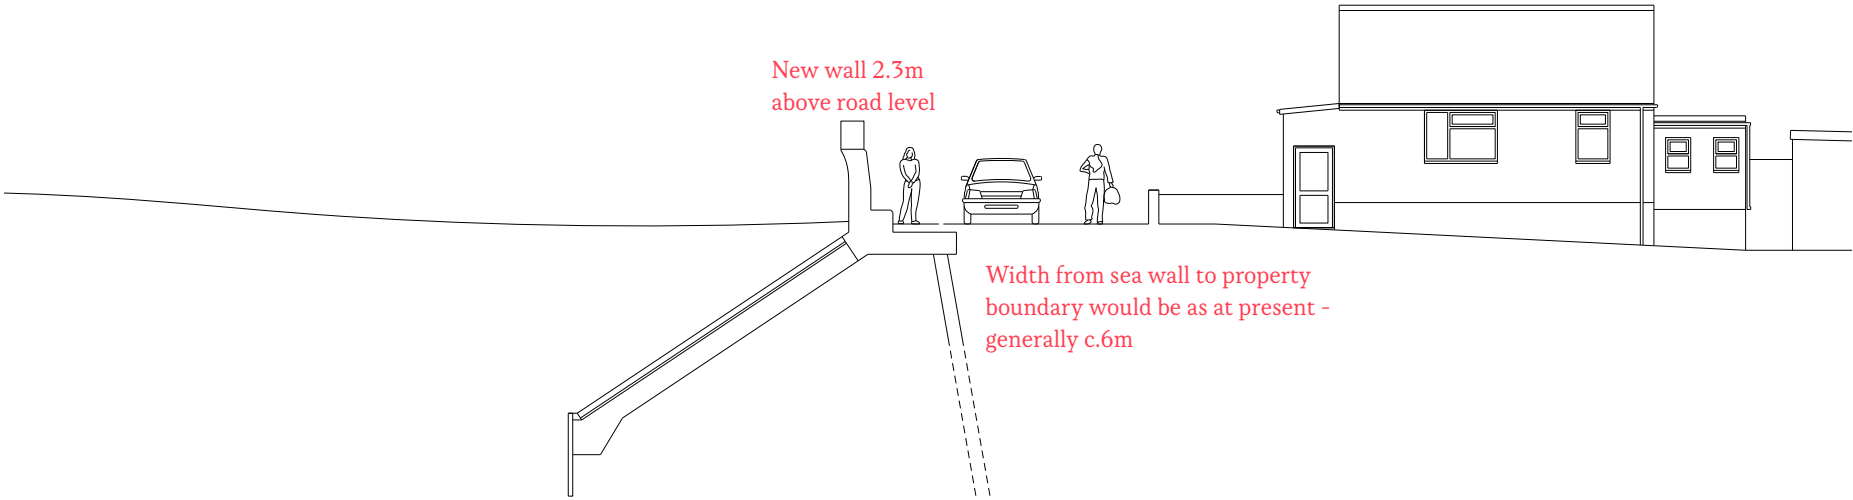 New wall 2.3m
above road level
Width from sea wall to property
boundary would be as at present -
generally c.6m